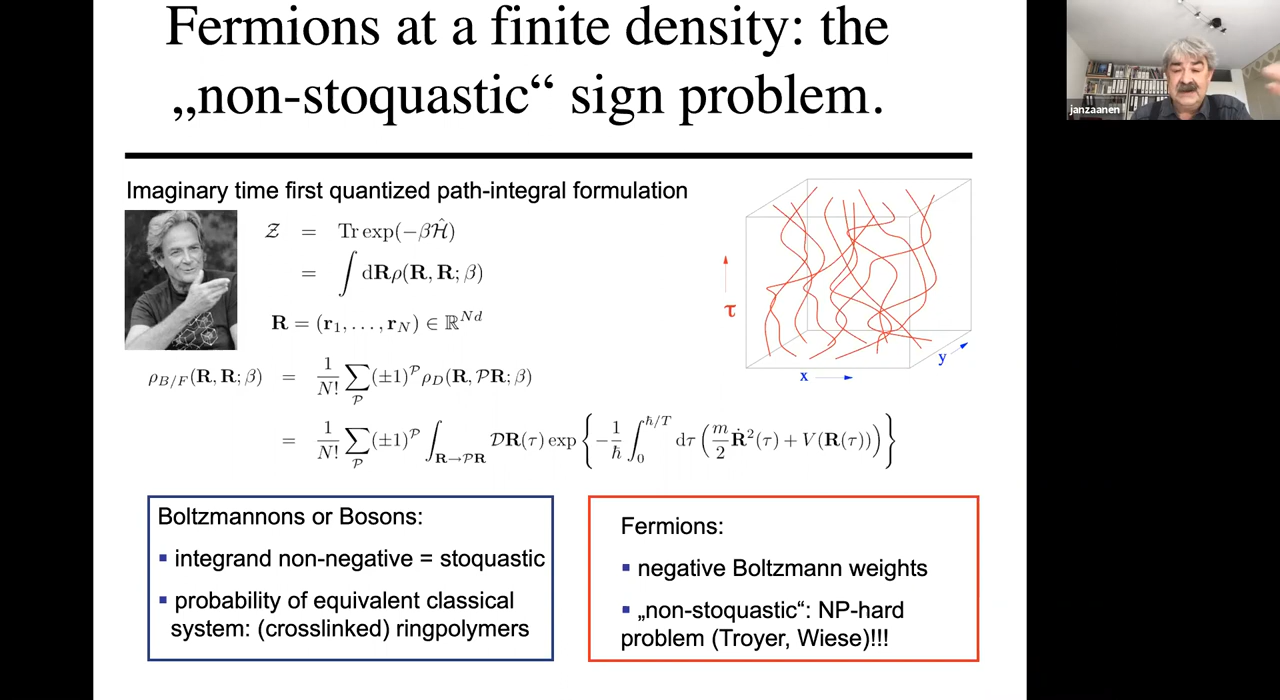 Fermions at a finite density: the
„non-stoquastic“ sign problem.
janzaanen
Imaginary time first quantized path-integral formulation
𝒵 = Tr exp(−βℋ̂)
= ∫ dRρ(R, R; β)
R = (r₁, . . . , r_N) ∈ ℝ^{Nd}
ρ_{B/F}(R, R; β) = 1/N! ∑_𝒫 (±1)^𝒫 ρ_D(R, 𝒫R; β)
= 1/N! ∑_𝒫 (±1)^𝒫 ∫_{R→𝒫R} 𝒟R(τ) exp{−1/ħ ∫_0^{ħ/T} dτ (m/2 Ṙ²(τ) + V(R(τ)))}
τ
x
y
Boltzmannons or Bosons:
▪ integrand non-negative = stoquastic
▪ probability of equivalent classical
system: (crosslinked) ringpolymers
Fermions:
▪ negative Boltzmann weights
▪ „non-stoquastic“: NP-hard
problem (Troyer, Wiese)!!!